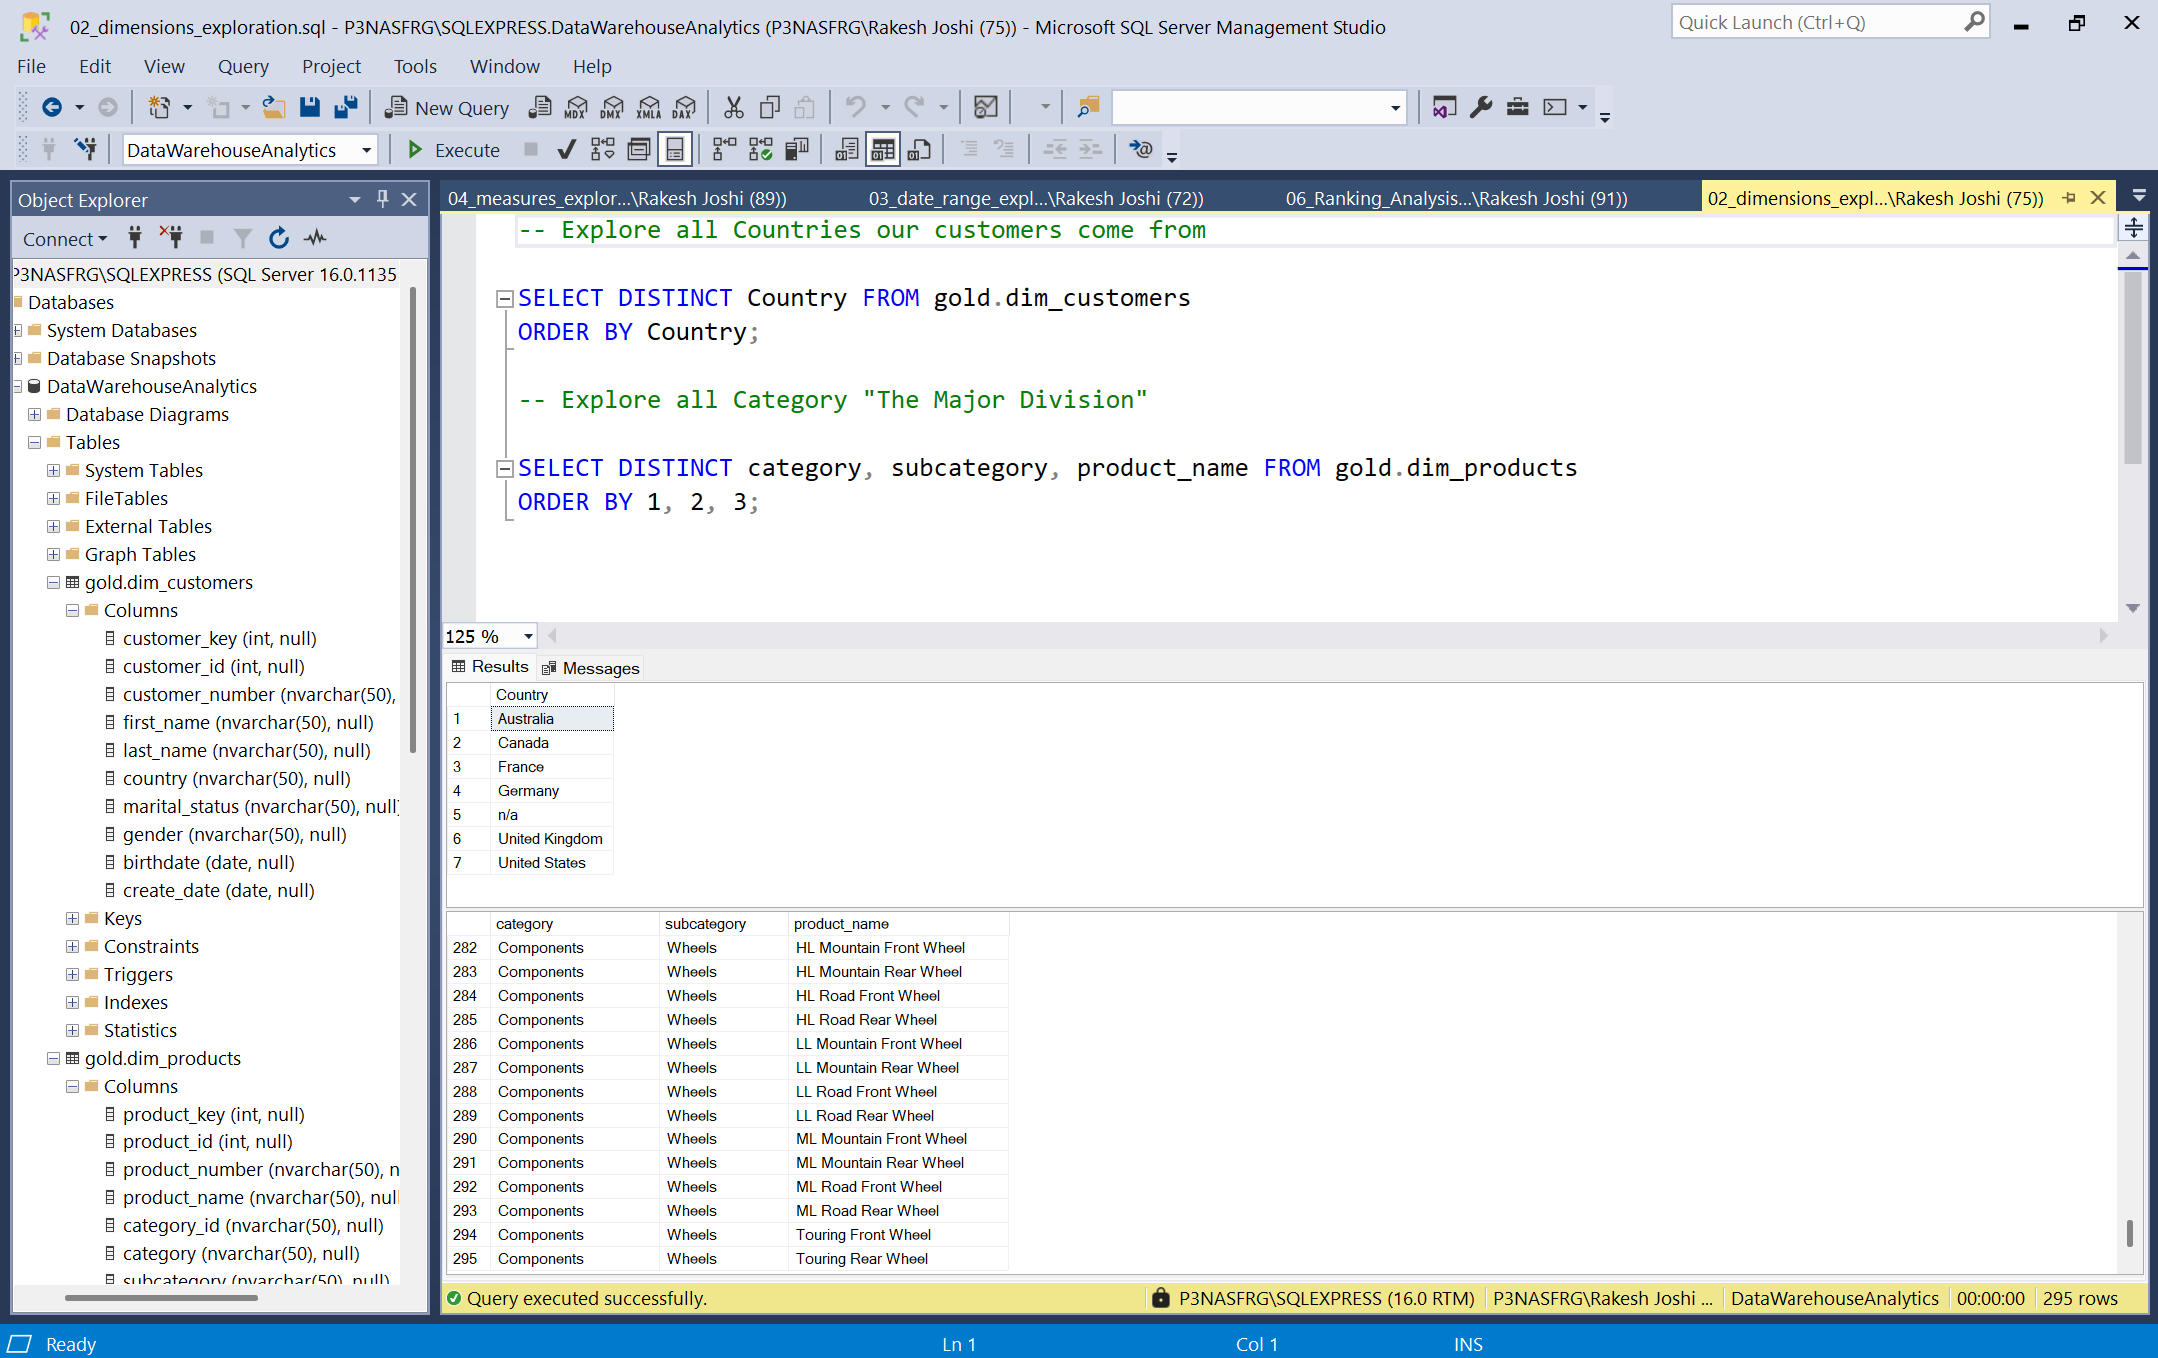 02_dimensions_exploration.sql - P3NASFRG\SQLEXPRESS.DataWarehouseAnalytics (P3NASFRG\Rakesh Joshi (75)) - Microsoft SQL Server Management Studio
Quick Launch (Ctrl+Q)
File Edit View Query Project Tools Window Help
New Query MDX DMX XMLA DAX
DataWarehouseAnalytics Execute
Object Explorer
Connect
P3NASFRG\SQLEXPRESS (SQL Server 16.0.1135
Databases
System Databases
Database Snapshots
DataWarehouseAnalytics
Database Diagrams
Tables
System Tables
FileTables
External Tables
Graph Tables
gold.dim_customers
Columns
customer_key (int, null)
customer_id (int, null)
customer_number (nvarchar(50),
first_name (nvarchar(50), null)
last_name (nvarchar(50), null)
country (nvarchar(50), null)
marital_status (nvarchar(50), null)
gender (nvarchar(50), null)
birthdate (date, null)
create_date (date, null)
Keys
Constraints
Triggers
Indexes
Statistics
gold.dim_products
Columns
product_key (int, null)
product_id (int, null)
product_number (nvarchar(50), n
product_name (nvarchar(50), null
category_id (nvarchar(50), null)
category (nvarchar(50), null)
subcategory (nvarchar(50), null)
04_measures_explor...\Rakesh Joshi (89)) 03_date_range_expl...\Rakesh Joshi (72)) 06_Ranking_Analysis...\Rakesh Joshi (91)) 02_dimensions_expl...\Rakesh Joshi (75))
-- Explore all Countries our customers come from
SELECT DISTINCT Country FROM gold.dim_customers
ORDER BY Country;
-- Explore all Category "The Major Division"
SELECT DISTINCT category, subcategory, product_name FROM gold.dim_products
ORDER BY 1, 2, 3;
125 %
Results Messages
Country
1 Australia
2 Canada
3 France
4 Germany
5 n/a
6 United Kingdom
7 United States
category subcategory product_name
282 Components Wheels HL Mountain Front Wheel
283 Components Wheels HL Mountain Rear Wheel
284 Components Wheels HL Road Front Wheel
285 Components Wheels HL Road Rear Wheel
286 Components Wheels LL Mountain Front Wheel
287 Components Wheels LL Mountain Rear Wheel
288 Components Wheels LL Road Front Wheel
289 Components Wheels LL Road Rear Wheel
290 Components Wheels ML Mountain Front Wheel
291 Components Wheels ML Mountain Rear Wheel
292 Components Wheels ML Road Front Wheel
293 Components Wheels ML Road Rear Wheel
294 Components Wheels Touring Front Wheel
295 Components Wheels Touring Rear Wheel
Query executed successfully. P3NASFRG\SQLEXPRESS (16.0 RTM) P3NASFRG\Rakesh Joshi ... DataWarehouseAnalytics 00:00:00 295 rows
Ready Ln 1 Col 1 INS